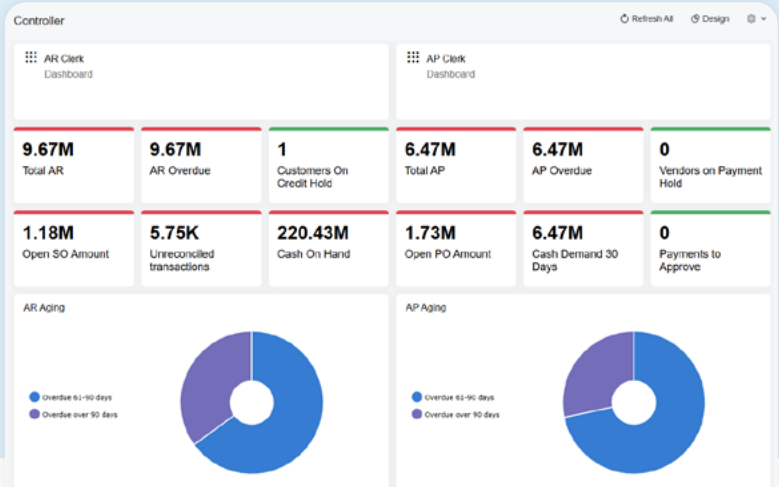 Controller
Refresh All
Design
AR Clerk
Dashboard
AP Clerk
Dashboard
9.67M
Total AR
9.67M
AR Overdue
1
Customers On
Credit Hold
6.47M
Total AP
6.47M
AP Overdue
0
Vendors on Payment
Hold
1.18M
Open SO Amount
5.75K
Unreconciled
transactions
220.43M
Cash On Hand
1.73M
Open PO Amount
6.47M
Cash Demand 30
Days
0
Payments to
Approve
AR Aging
Overdue 61-90 days
Overdue over 90 days
AP Aging
Overdue 61-90 days
Overdue over 90 days